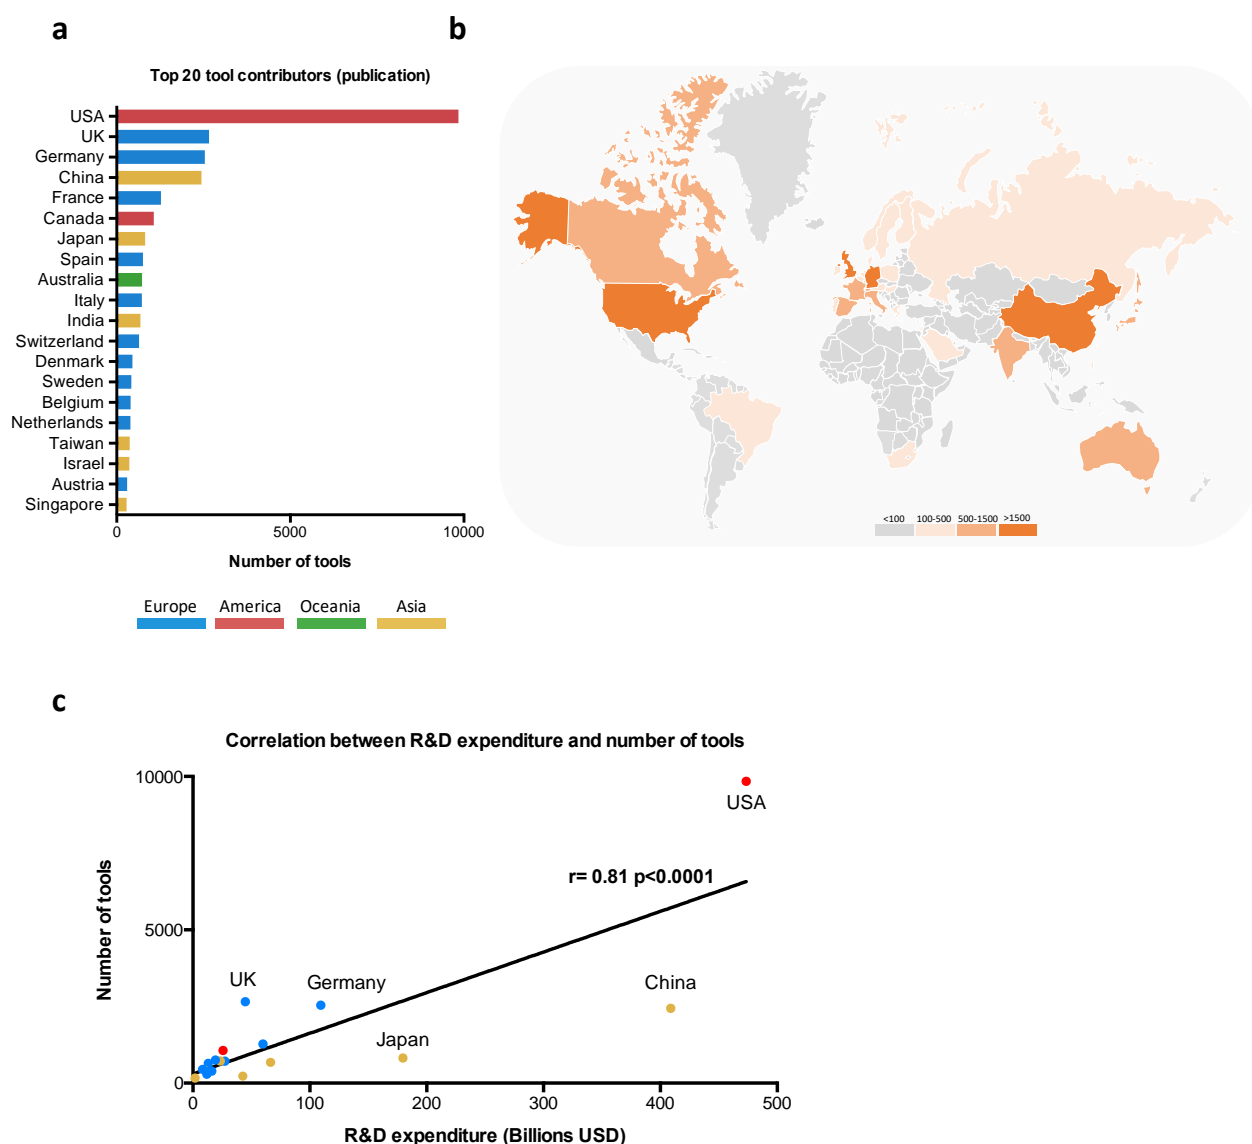 a
b
Top 20 tool contributors (publication)
USA
UK
Germany
China
France
Canada
Japan
Spain
Australia
Italy
India
Switzerland
Denmark
Sweden
Belgium
Netherlands
Taiwan
Israel
Austria
Singapore
0 5000 10000
Number of tools
Europe America Oceania Asia
<100 100-500 500-1500 >1500
c
Correlation between R&D expenditure and number of tools
10000
USA
r= 0.81 p<0.0001
Number of tools
5000
UK Germany China
Japan
0
0 100 200 300 400 500
R&D expenditure (Billions USD)